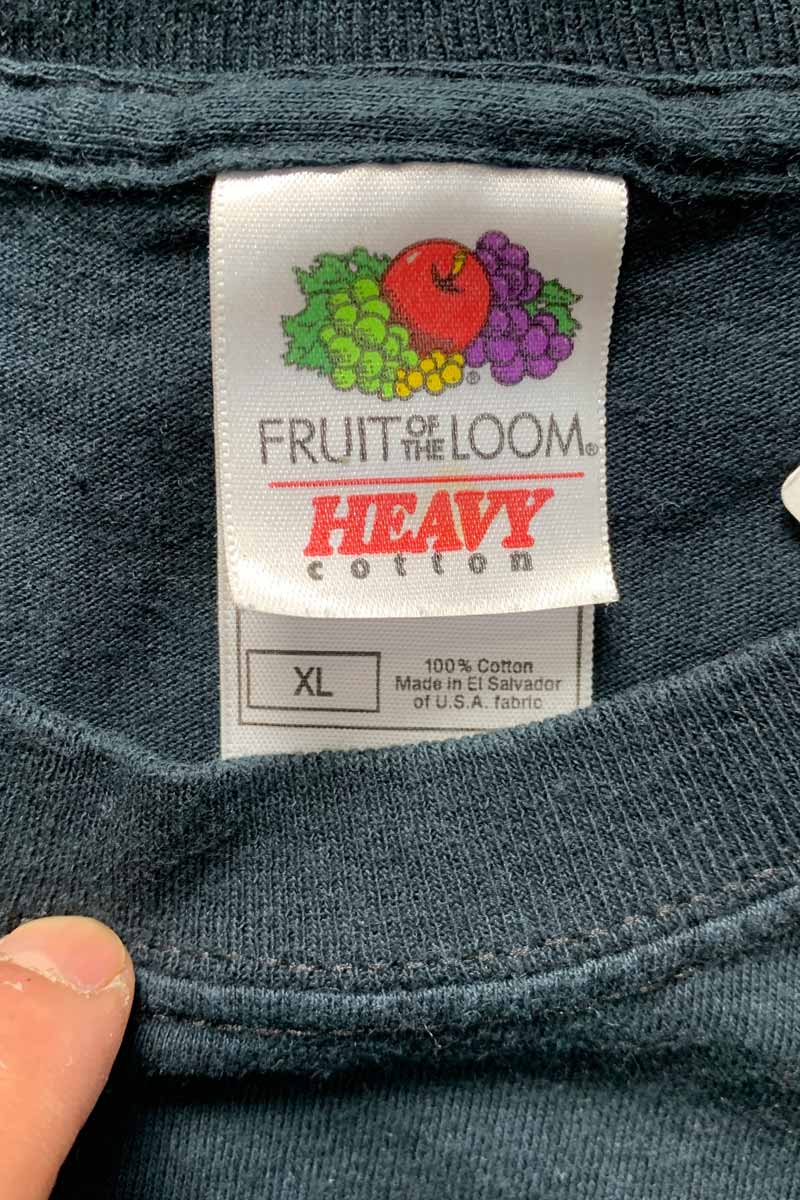 ®
FRUIT OF THE LOOM®
HEAVY
cotton
XL
100% Cotton
Made in El Salvador
of U.S.A. fabric